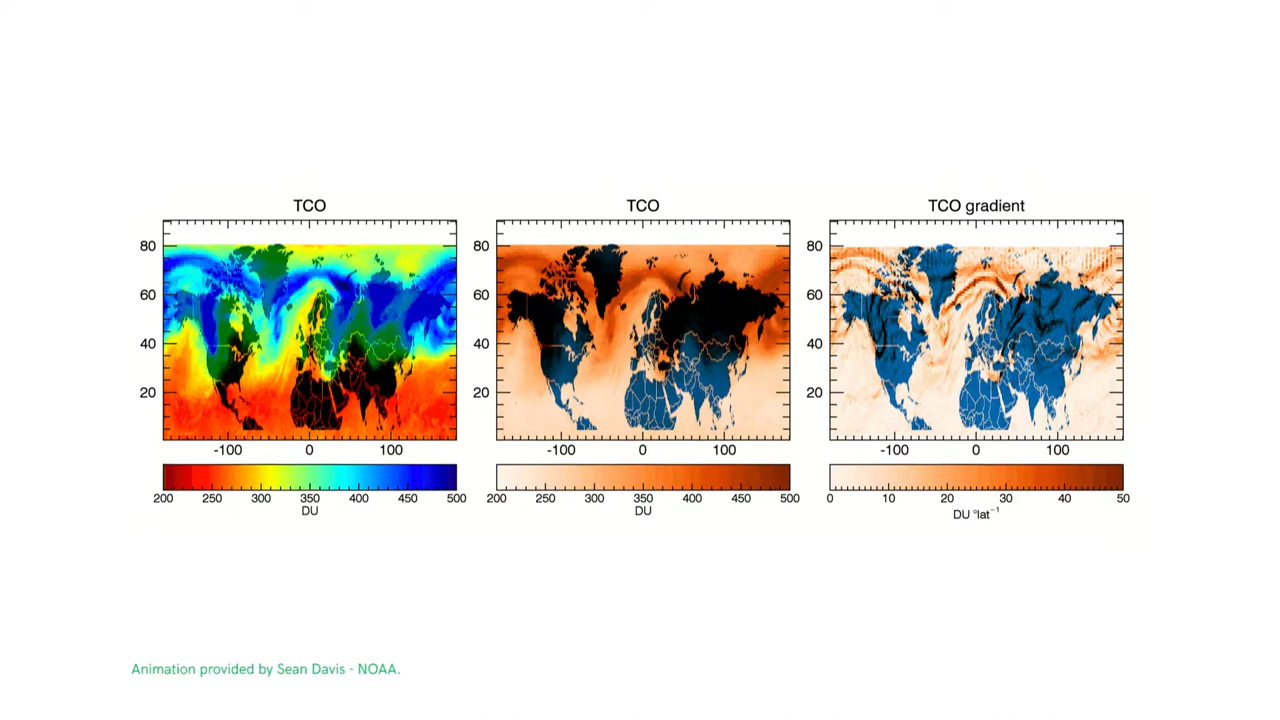 TCO
TCO
TCO gradient
80
60
40
20
-100 0 100
80
60
40
20
-100 0 100
80
60
40
20
-100 0 100
200 250 300 350 400 450 500
DU
200 250 300 350 400 450 500
DU
0 10 20 30 40 50
DU °lat⁻¹
Animation provided by Sean Davis - NOAA.